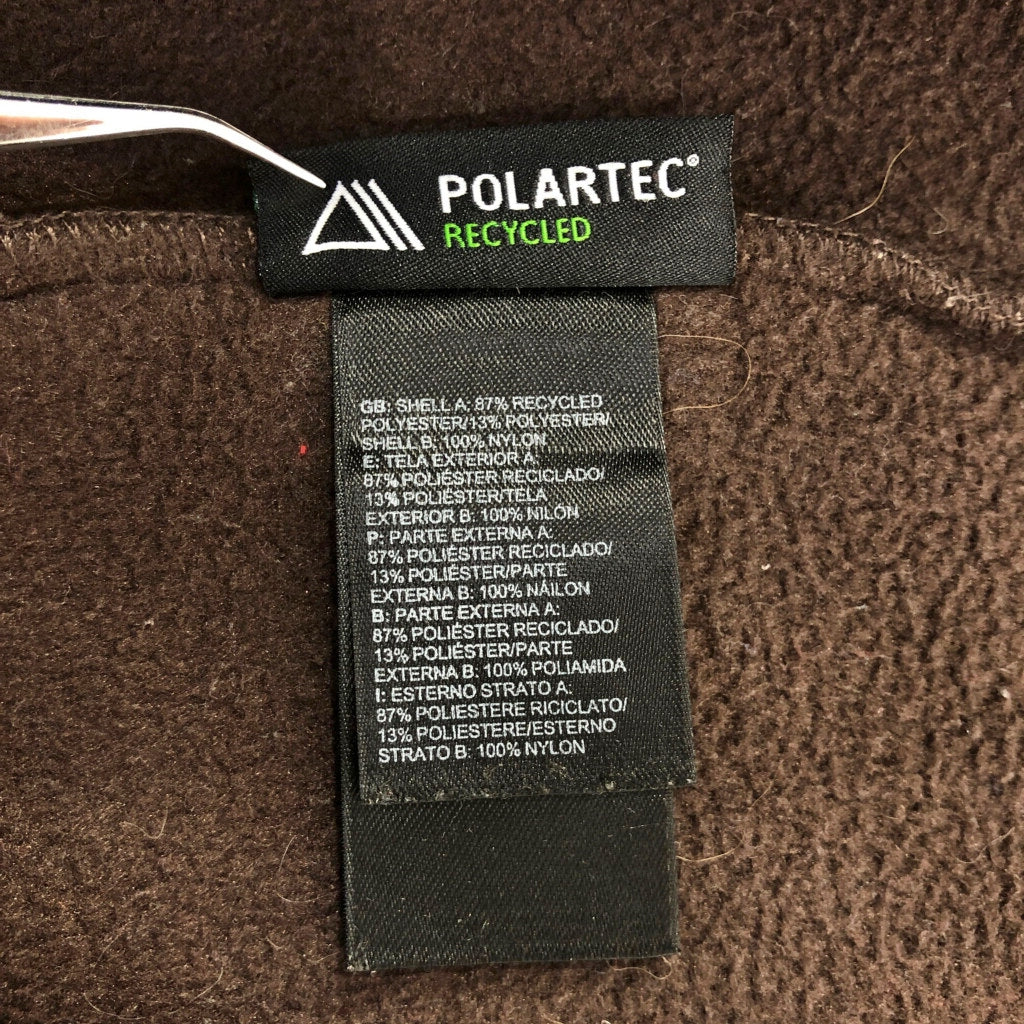 POLARTEC®
RECYCLED
GB: SHELL A: 87% RECYCLED
POLYESTER/13% POLYESTER/
SHELL B: 100% NYLON
E: TELA EXTERIOR A:
87% POLIÉSTER RECICLADO/
13% POLIÉSTER/TELA
EXTERIOR B: 100% NILÓN
P: PARTE EXTERNA A:
87% POLIÉSTER RECICLADO/
13% POLIÉSTER/PARTE
EXTERNA B: 100% NÁILON
B: PARTE EXTERNA A:
87% POLIÉSTER RECICLADO/
13% POLIÉSTER/PARTE
EXTERNA B: 100% POLIAMIDA
I: ESTERNO STRATO A:
87% POLIESTERE RICICLATO/
13% POLIESTERE/ESTERNO
STRATO B: 100% NYLON